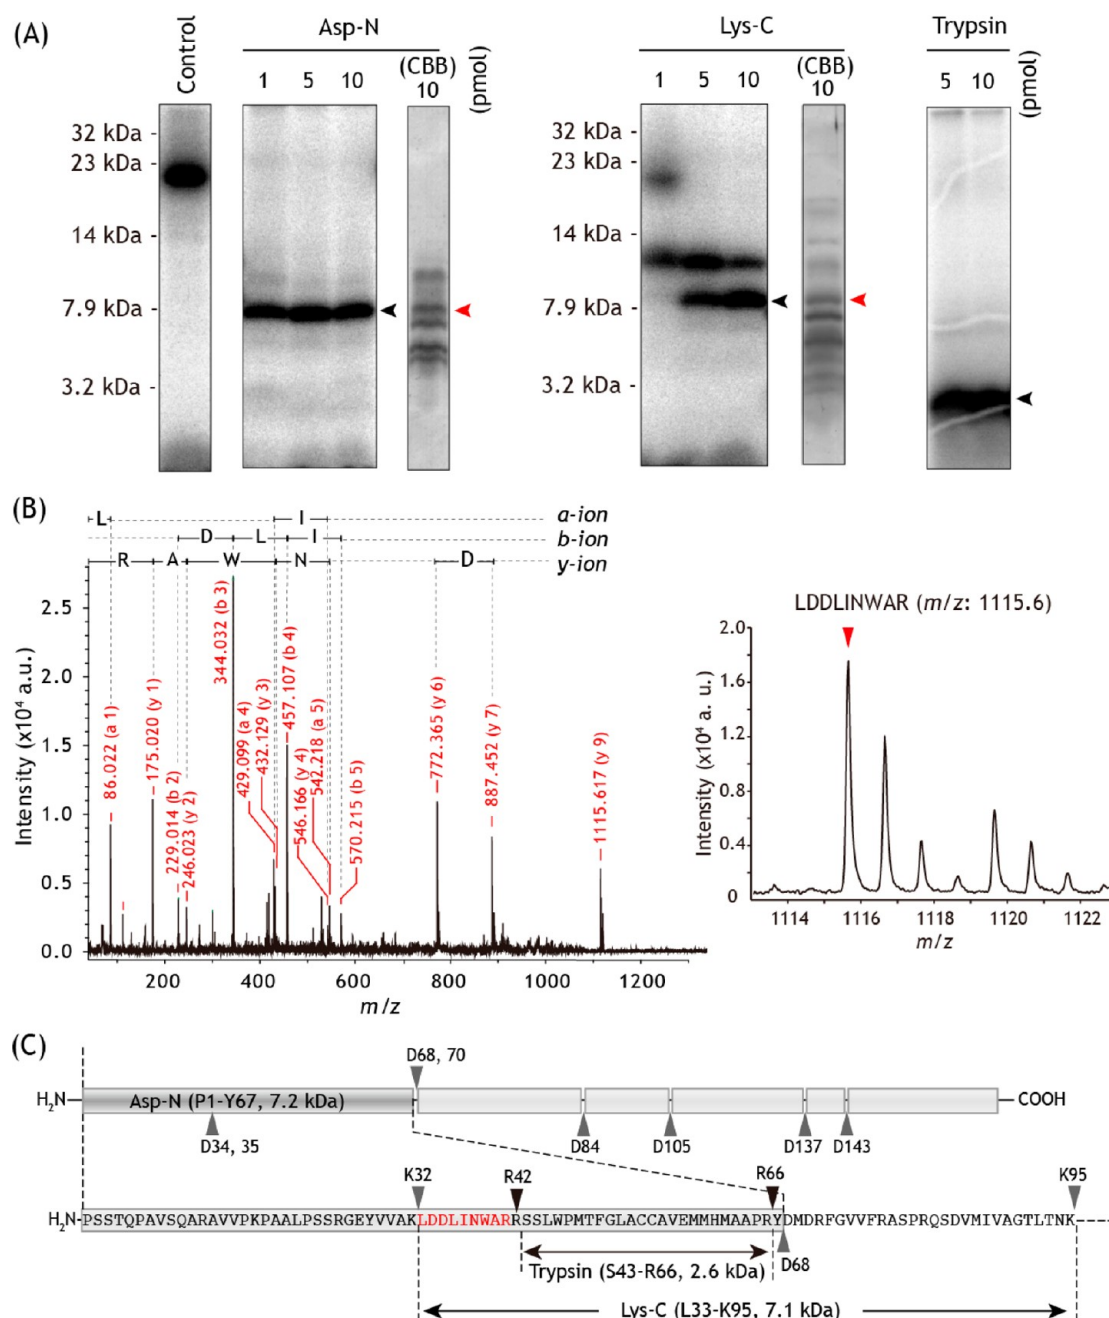 (A)
Control
Asp-N
1 5 10
(CBB)
10
(pmol)
32 kDa -
23 kDa -
14 kDa -
7.9 kDa -
3.2 kDa -
Lys-C
1 5 10
(CBB)
10
Trypsin
5 10
(pmol)
32 kDa -
23 kDa -
14 kDa -
7.9 kDa -
3.2 kDa -
(B)
L I a-ion
D L I b-ion
R A W N D y-ion
Intensity (x10⁴ a.u.)
2.5
2.0
1.5
1.0
0.5
0.0
86.022 (a 1)
175.020 (y 1)
229.014 (b 2)
246.023 (y 2)
344.032 (b 3)
429.099 (a 4)
432.129 (y 3)
457.107 (b 4)
546.166 (y 4)
542.218 (a 5)
570.215 (b 5)
772.365 (y 6)
887.452 (y 7)
1115.617 (y 9)
200 400 600 800 1000 1200
m/z
LDDLINWAR (m/z: 1115.6)
Intensity (x10⁴ a. u.)
2.0
1.6
1.2
0.8
0.4
0
1114 1116 1118 1120 1122
m/z
(C)
D68, 70
H₂N- Asp-N (P1-Y67, 7.2 kDa) - COOH
D34, 35 D84 D105 D137 D143
K32 R42 R66 K95
H₂N-PSSTQPAVSQARAVVPKPAALPSSRGEYVVAKLDDLINWARRSSLWPMTFGLACCAVEMMHMAAPRYDMDRFGVVFRASPRQSDVMIVAGTLTNK
Trypsin (S43-R66, 2.6 kDa) D68
Lys-C (L33-K95, 7.1 kDa)